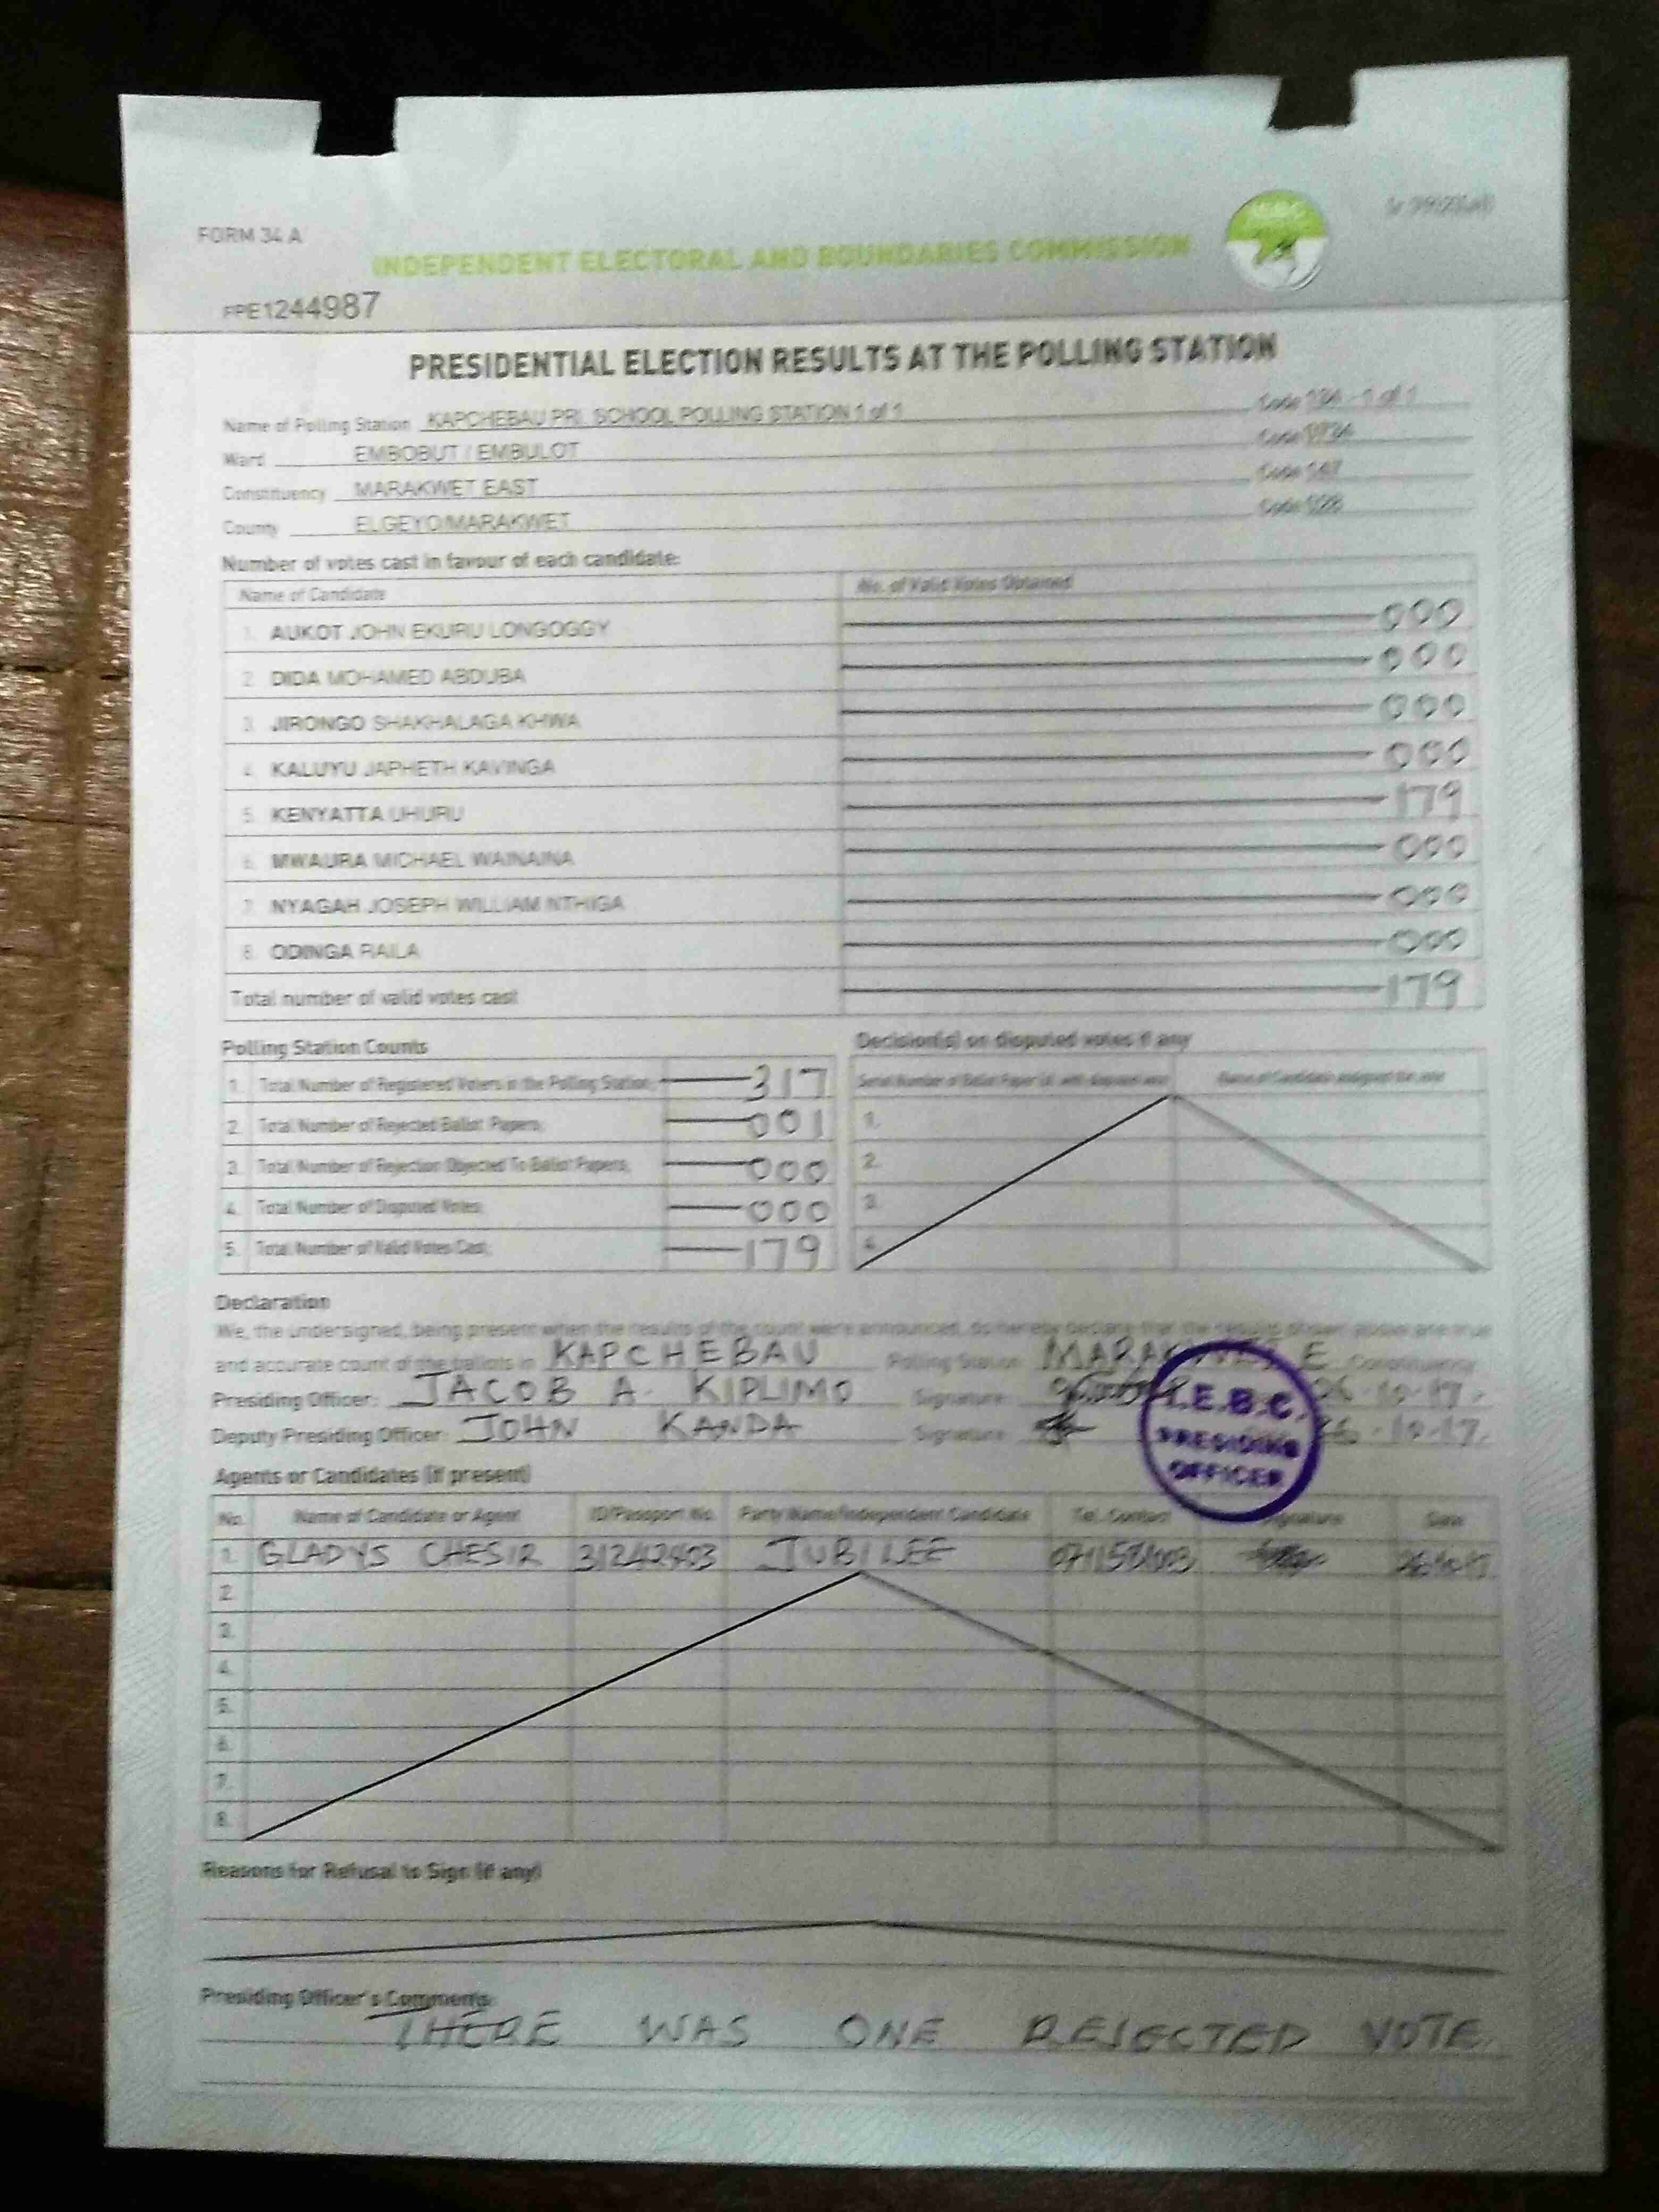 FORM 34 A
INDEPENDENT ELECTORAL AND BOUNDARIES COMMISSION
FPE1244987
PRESIDENTIAL ELECTION RESULTS AT THE POLLING STATION
Name of Polling Station KAPCHEBAU PRI. SCHOOL POLLING STATION 1 of 1 Code 1 of 1
Ward EMBOBUT / EMBULOT Code
Constituency MARAKWET EAST Code 147
County ELGEYO/MARAKWET Code 028
Number of votes cast in favour of each candidate:
Name of Candidate No. of Valid Votes Obtained
1. AUKOT JOHN EKURU LONGOGGY 000
2. DIDA MOHAMED ABDUBA 000
3. JIRONGO SHAKHALAGA KHWA 000
4. KALUYU JAPHETH KAVINGA 000
5. KENYATTA UHURU 179
6. MWAURA MICHAEL WAINAINA 000
7. NYAGAH JOSEPH WILLIAM NTHIGA 000
8. ODINGA RAILA 000
Total number of valid votes cast 179
Polling Station Counts
1. Total Number of Registered Voters in the Polling Station; 317
2. Total Number of Rejected Ballot Papers; 001
3. Total Number of Rejection Objected To Ballot Papers; 000
4. Total Number of Disputed Votes; 000
5. Total Number of Valid Votes Cast; 179
Decision(s) on disputed votes if any
Serial Number of Ballot Paper (s) with disputed vote Name of Candidate assigned the vote
1.
2.
3.
4.
Declaration
We, the undersigned, being present when the results of the count were announced, do hereby declare that the results shown above are true
and accurate count of the ballots in KAPCHEBAU Polling Station MARAKWET E Constituency
Presiding Officer: JACOB A. KIPLIMO Signature 26-10-17.
Deputy Presiding Officer: JOHN KANDA Signature 26-10-17.
I.E.B.C.
PRESIDING
OFFICER
Agents or Candidates (if present)
No. Name of Candidate or Agent ID/Passport No. Party Name/Independent Candidate Tel. Contact Signature Date
1. GLADYS CHESIR JUBILEE
2.
3.
4.
5.
6.
7.
8.
Reasons for Refusal to Sign (if any)
Presiding Officer's Comments:
THERE WAS ONE REJECTED VOTE.